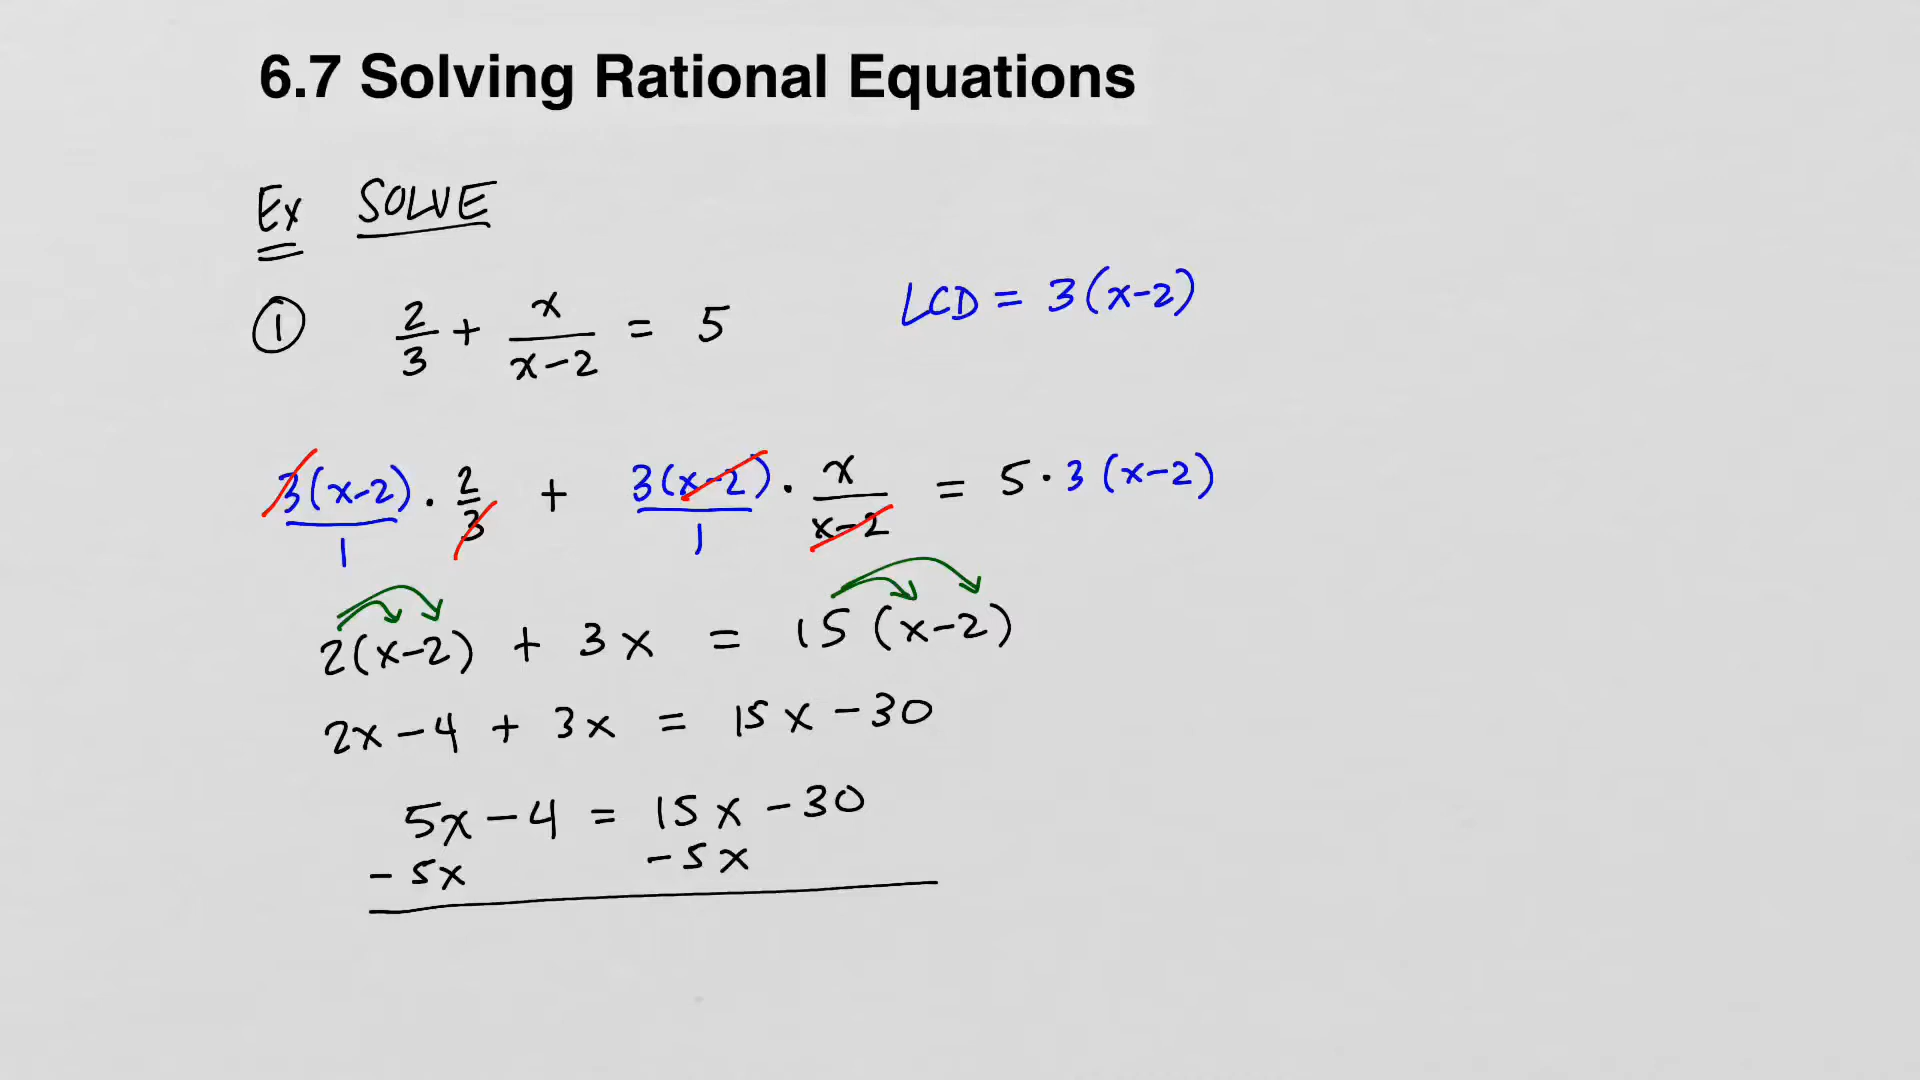 6.7 Solving Rational Equations
Ex SOLVE
① 2/3 + x/(x-2) = 5
LCD = 3(x-2)
3(x-2)/1 · 2/3 + 3(x-2)/1 · x/(x-2) = 5 · 3(x-2)
2(x-2) + 3x = 15(x-2)
2x - 4 + 3x = 15x - 30
5x - 4 = 15x - 30
-5x -5x